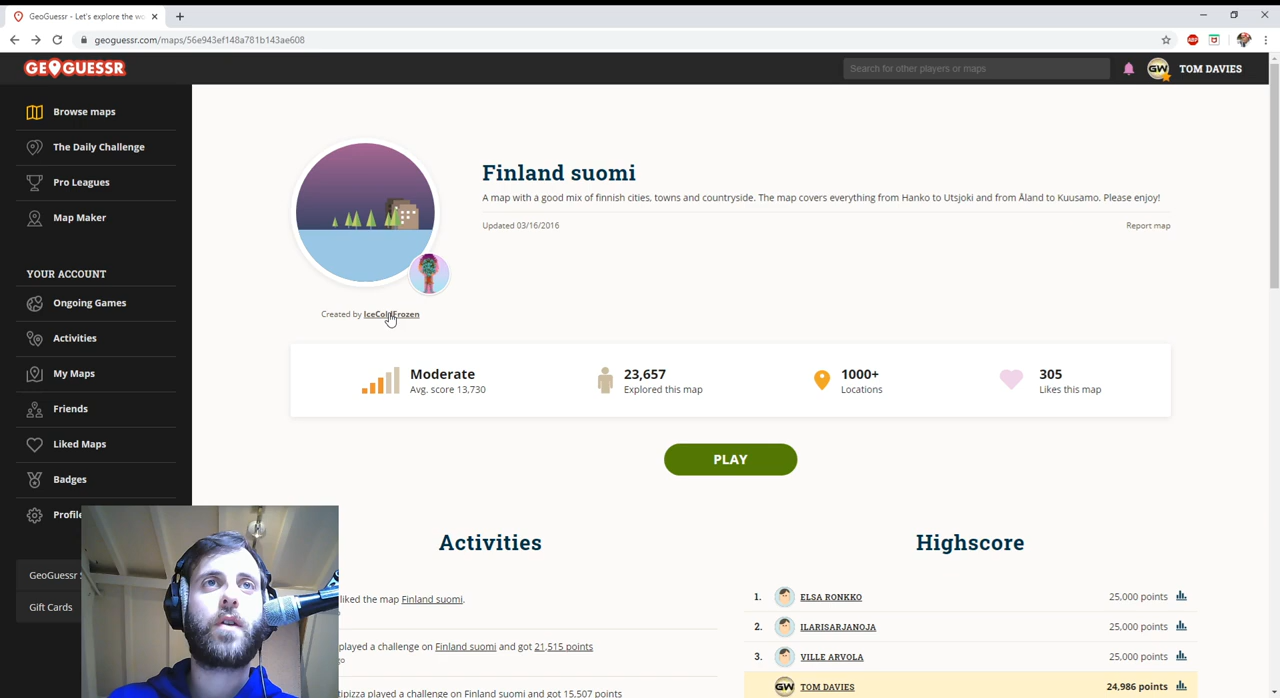 GeoGuessr - Let's explore the wo
geoguessr.com/maps/56e943ef148a781b143ae608
GEOGUESSR
Search for other players or maps
GW
TOM DAVIES
Browse maps
The Daily Challenge
Pro Leagues
Map Maker
YOUR ACCOUNT
Ongoing Games
Activities
My Maps
Friends
Liked Maps
Badges
Profile
GeoGuessr
Gift Cards
Finland suomi
A map with a good mix of finnish cities, towns and countryside. The map covers everything from Hanko to Utsjoki and from Åland to Kuusamo. Please enjoy!
Updated 03/16/2016
Report map
Created by IceColdFrozen
Moderate
Avg. score 13,730
23,657
Explored this map
1000+
Locations
305
Likes this map
PLAY
Activities
liked the map Finland suomi.
played a challenge on Finland suomi and got 21,515 points
go
tipizza played a challenge on Finland suomi and got 15,507 points
Highscore
1. ELSA RONKKO 25,000 points
2. ILARISARJANOJA 25,000 points
3. VILLE ARVOLA 25,000 points
GW TOM DAVIES 24,986 points